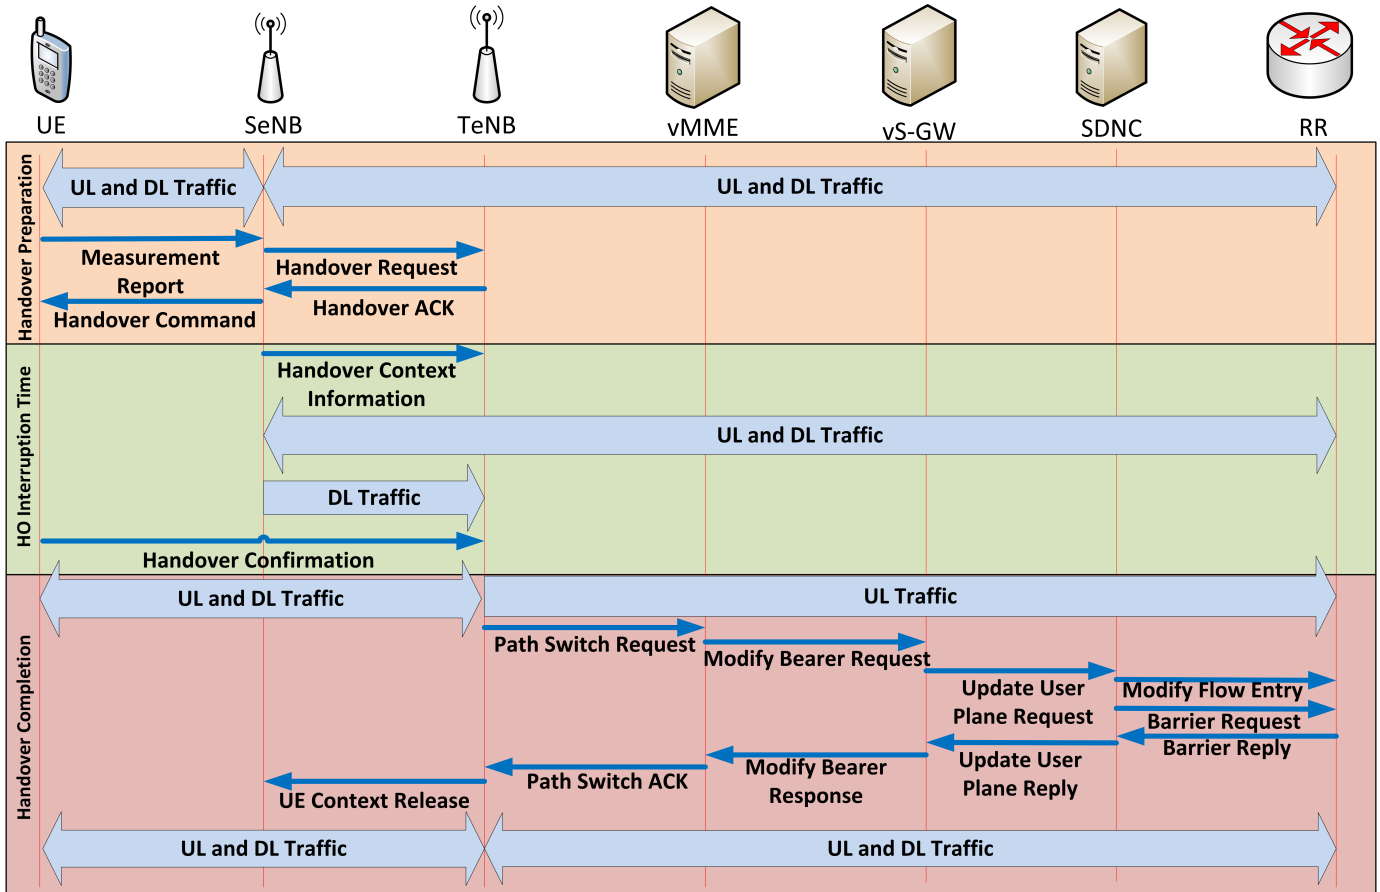 UE
SeNB
TeNB
vMME
vS-GW
SDNC
RR
Handover Preparation
UL and DL Traffic
UL and DL Traffic
Measurement
Report
Handover Request
Handover ACK
Handover Command
HO Interruption Time
Handover Context
Information
UL and DL Traffic
DL Traffic
Handover Confirmation
Handover Completion
UL and DL Traffic
UL Traffic
Path Switch Request
Modify Bearer Request
Update User
Plane Request
Modify Flow Entry
Barrier Request
Barrier Reply
Update User
Plane Reply
Modify Bearer
Response
Path Switch ACK
UE Context Release
UL and DL Traffic
UL and DL Traffic